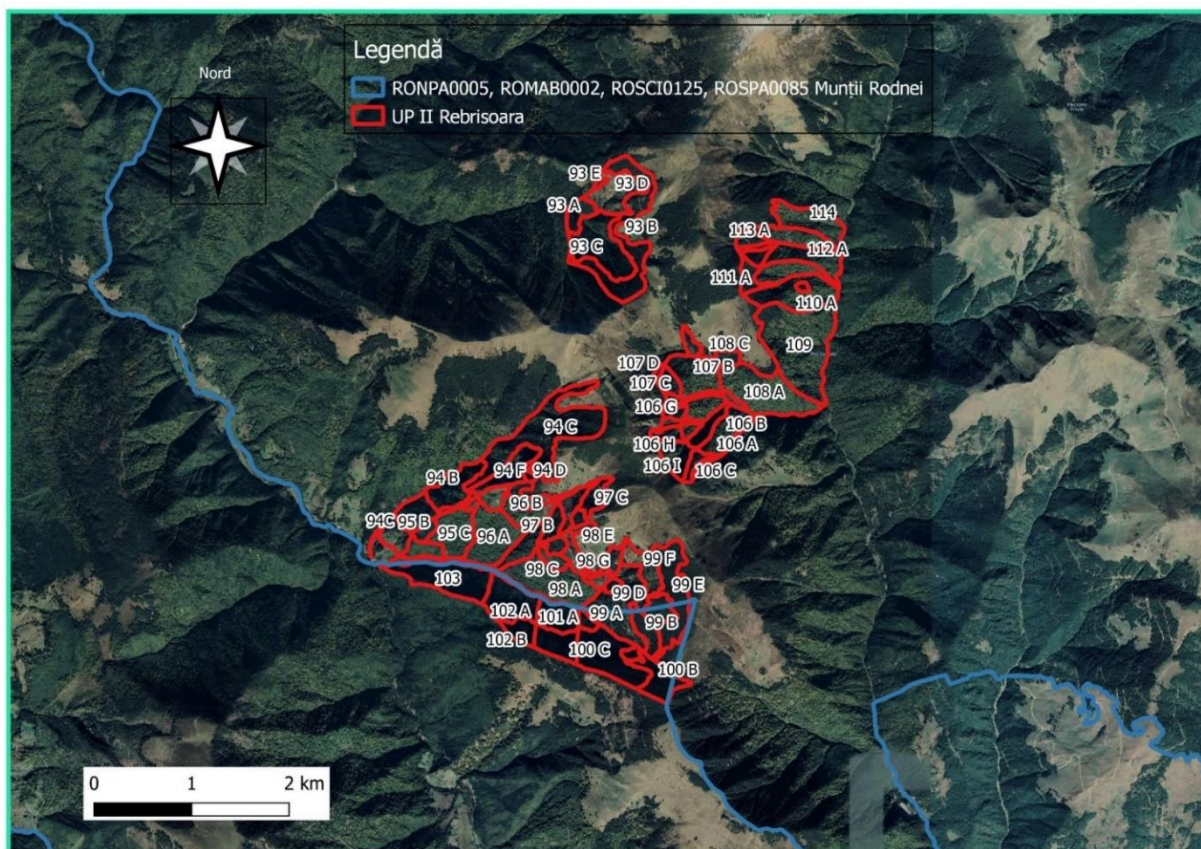 Legendă
Nord
RONPA0005, ROMAB0002, ROSCI0125, ROSPA0085 Munții Rodnei
UP II Rebrisoara
93 E
93 D
93 A
93 B
93 C
114
113 A
112 A
111 A
110 A
109
108 C
107 D
107 B
107 C
108 A
106 G
106 B
106 H
106 A
106 I
106 C
94 C
94 B
94 F
94 D
96 B
97 C
94C
95 B
95 C
96 A
97 B
98 E
98 C
98 G
99 F
98 A
99 D
99 E
103
102 A
101 A
99 A
99 B
102 B
100 C
100 B
0
1
2 km